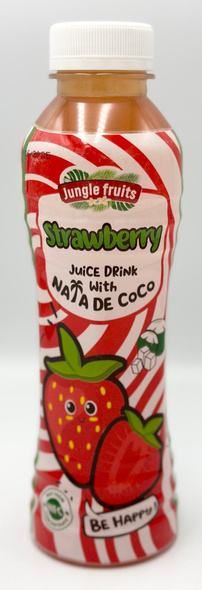 Jungle fruits
Strawberry
JUICE DRINK
With
NATA DE COCO
BE HAPPY!